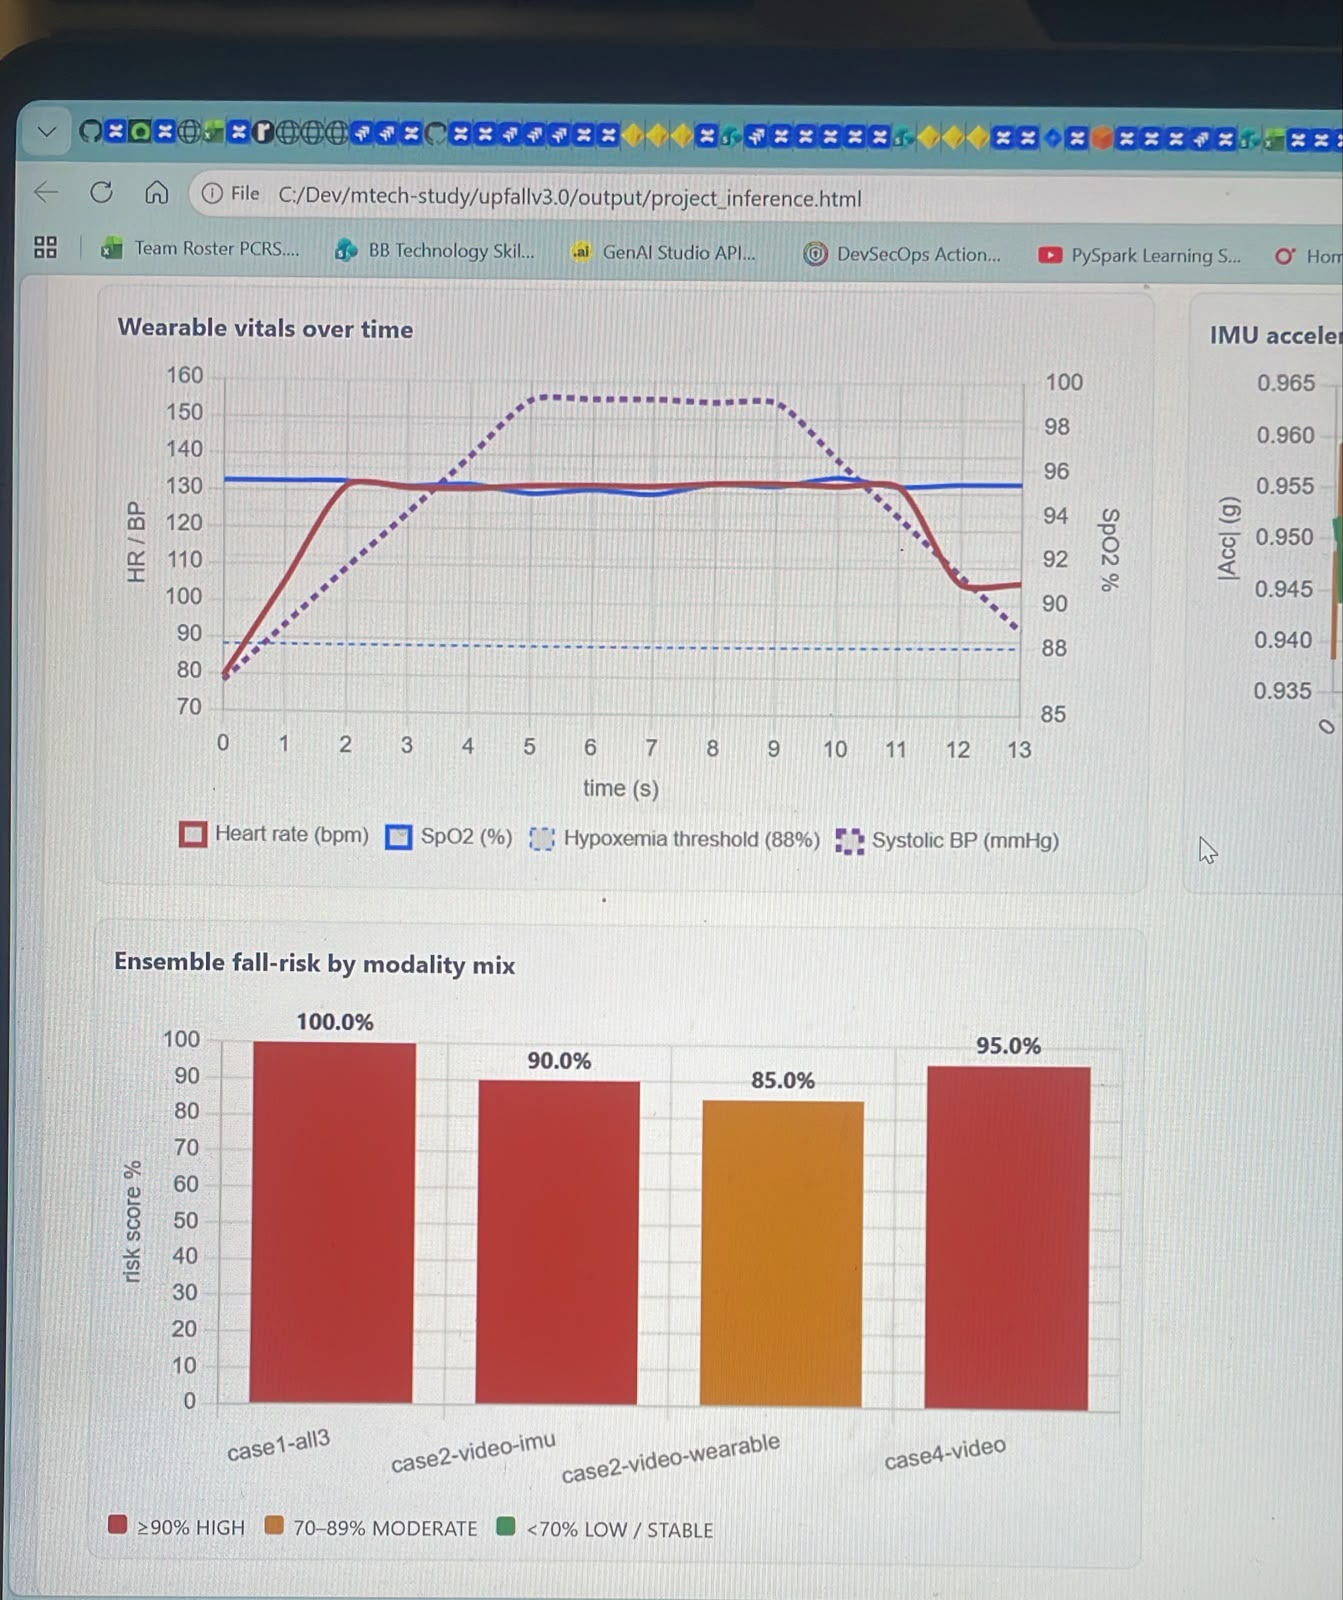 File C:/Dev/mtech-study/upfallv3.0/output/project_inference.html
Team Roster PCRS.... BB Technology Skil... .ai GenAI Studio API... DevSecOps Action... PySpark Learning S... Hom
Wearable vitals over time
160
150
140
130
120
110
100
90
80
70
HR / BP
100
98
96
94
92
90
88
85
SpO2 %
0 1 2 3 4 5 6 7 8 9 10 11 12 13
time (s)
Heart rate (bpm) SpO2 (%) Hypoxemia threshold (88%) Systolic BP (mmHg)
IMU acceler
0.965
0.960
0.955
0.950
0.945
0.940
0.935
|Acc| (g)
0
Ensemble fall-risk by modality mix
100.0%
90.0%
85.0%
95.0%
100
90
80
70
60
50
40
30
20
10
0
risk score %
case1-all3 case2-video-imu case2-video-wearable case4-video
≥90% HIGH 70–89% MODERATE <70% LOW / STABLE